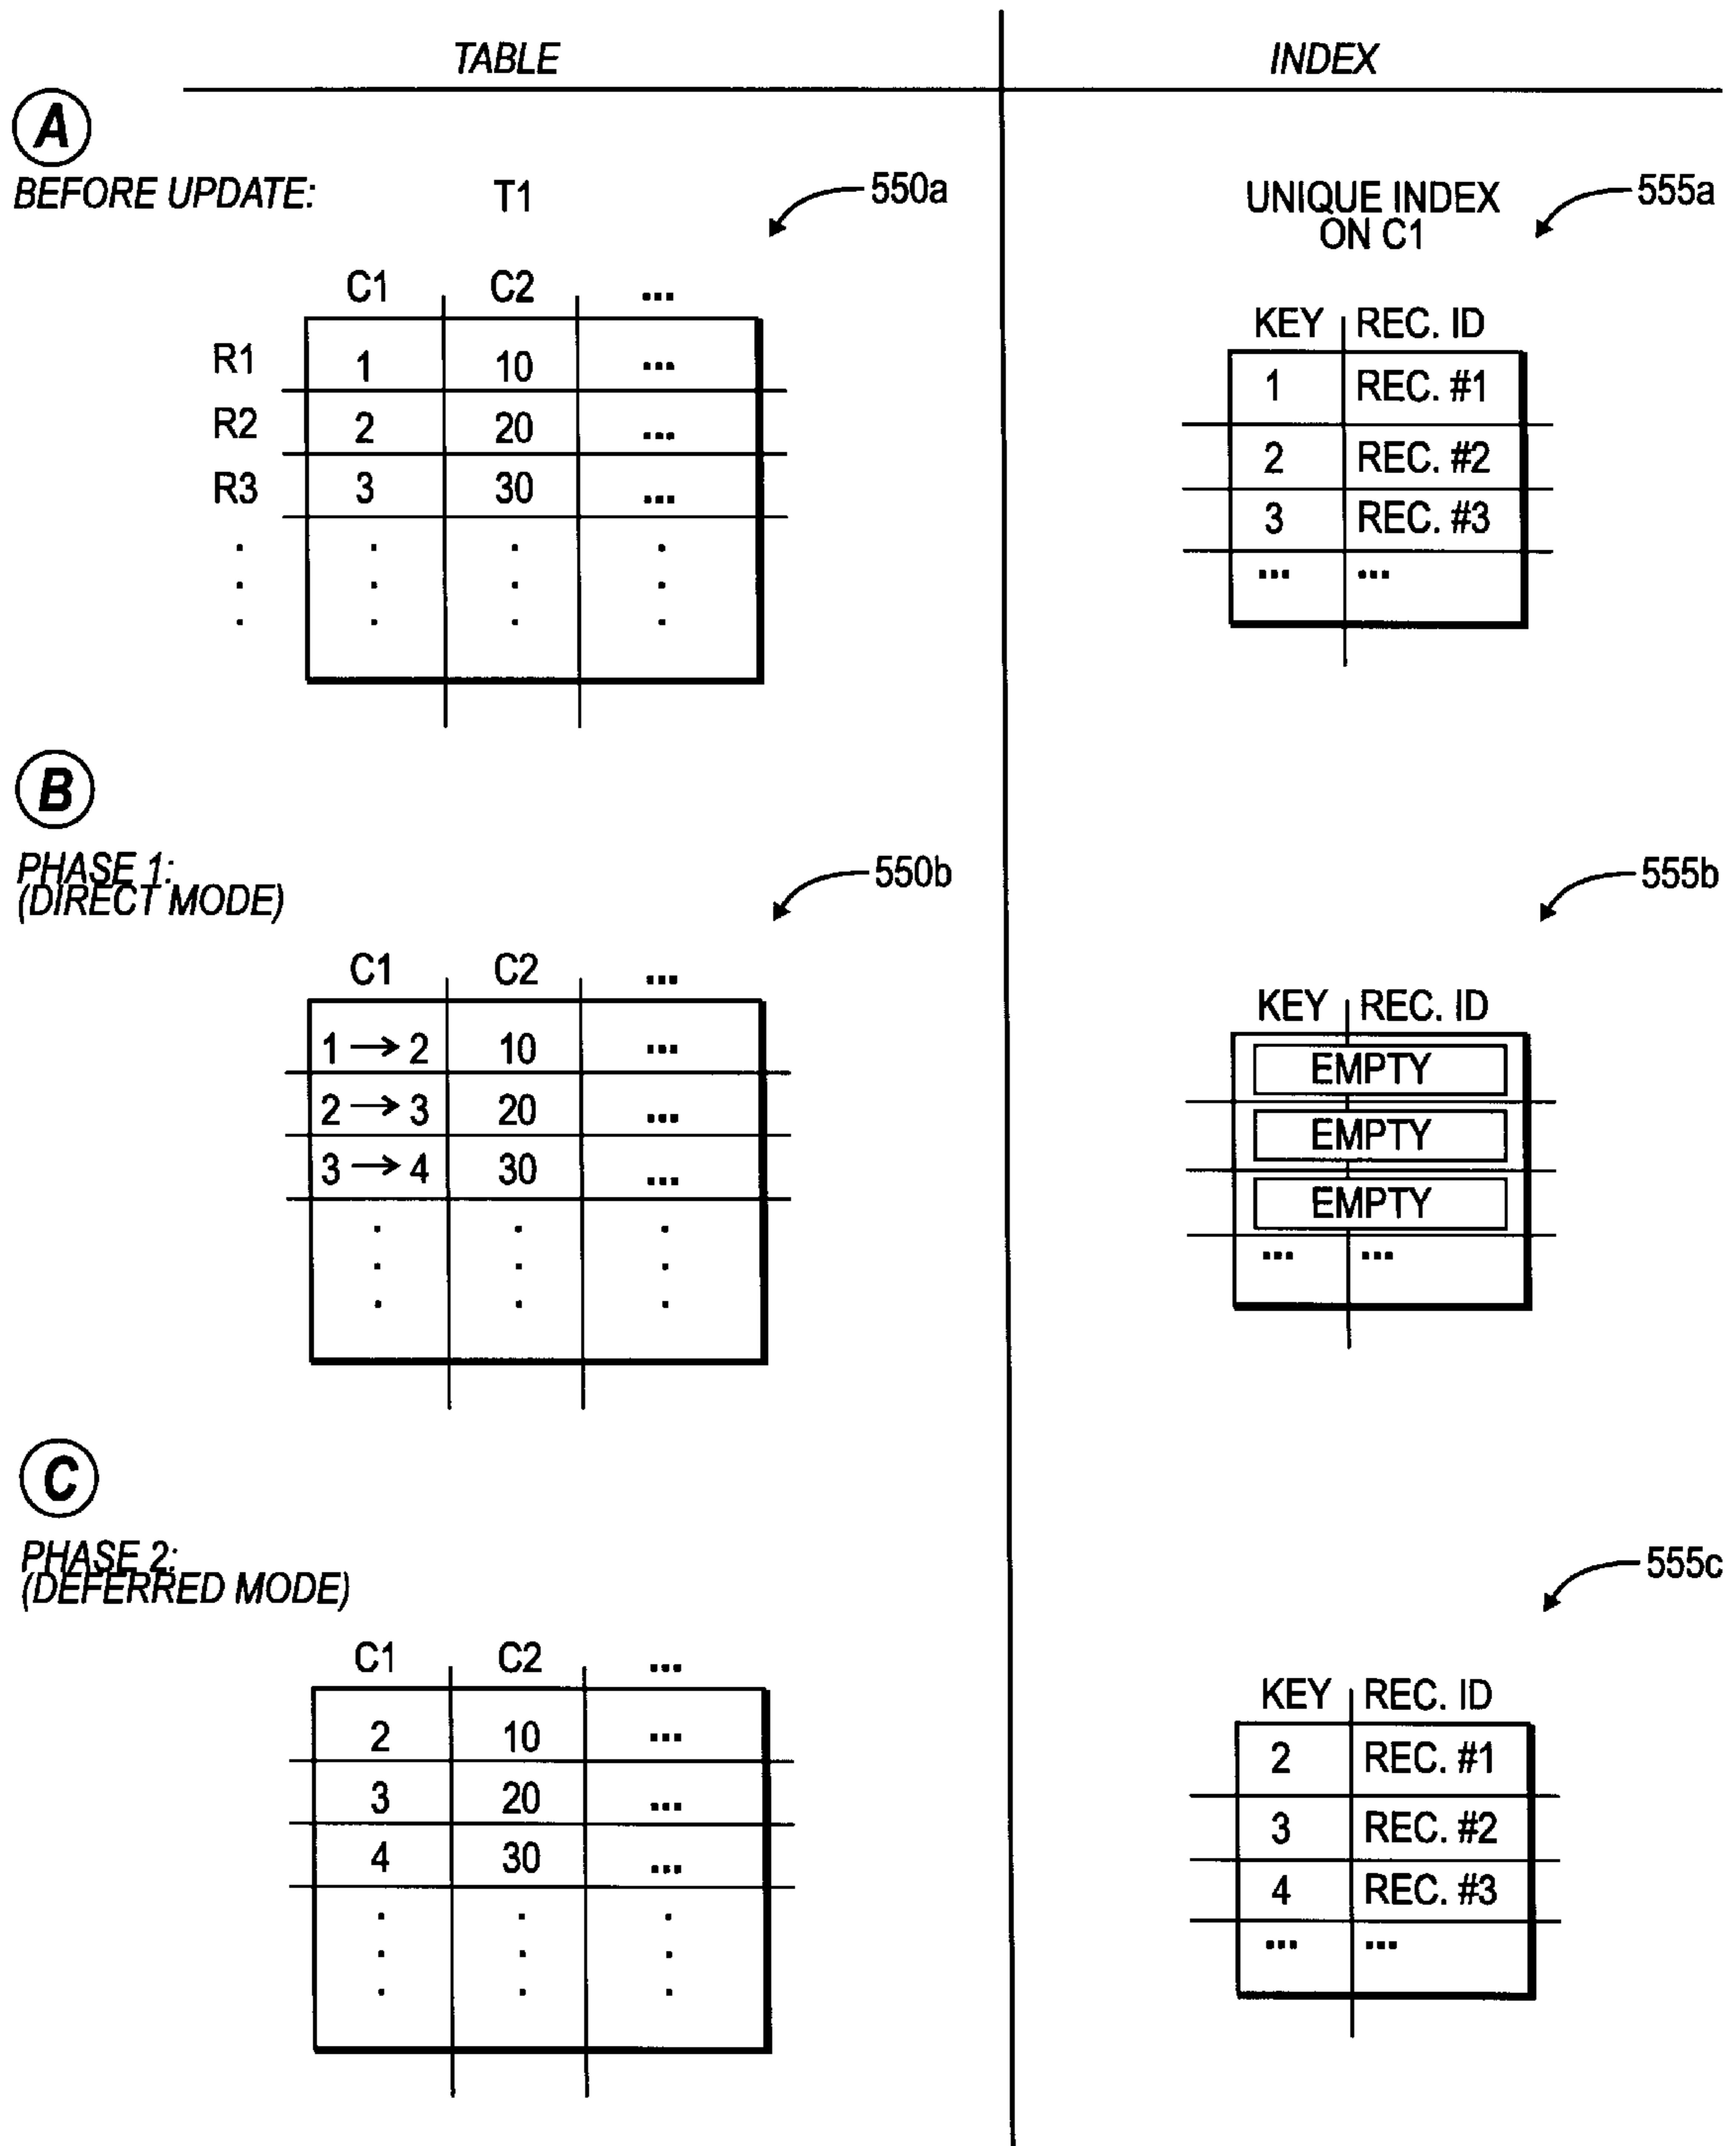 TABLE INDEX
A
BEFORE UPDATE: T1 550a UNIQUE INDEX ON C1 555a
C1 C2 ... KEY REC. ID
R1 1 10 ... 1 REC. #1
R2 2 20 ... 2 REC. #2
R3 3 30 ... 3 REC. #3
... ...
B
PHASE 1:
(DIRECT MODE)
550b 555b
C1 C2 ... KEY REC. ID
1 → 2 10 ... EMPTY
2 → 3 20 ... EMPTY
3 → 4 30 ... EMPTY
... ...
C
PHASE 2:
(DEFERRED MODE)
555c
C1 C2 ... KEY REC. ID
2 10 ... 2 REC. #1
3 20 ... 3 REC. #2
4 30 ... 4 REC. #3
... ...